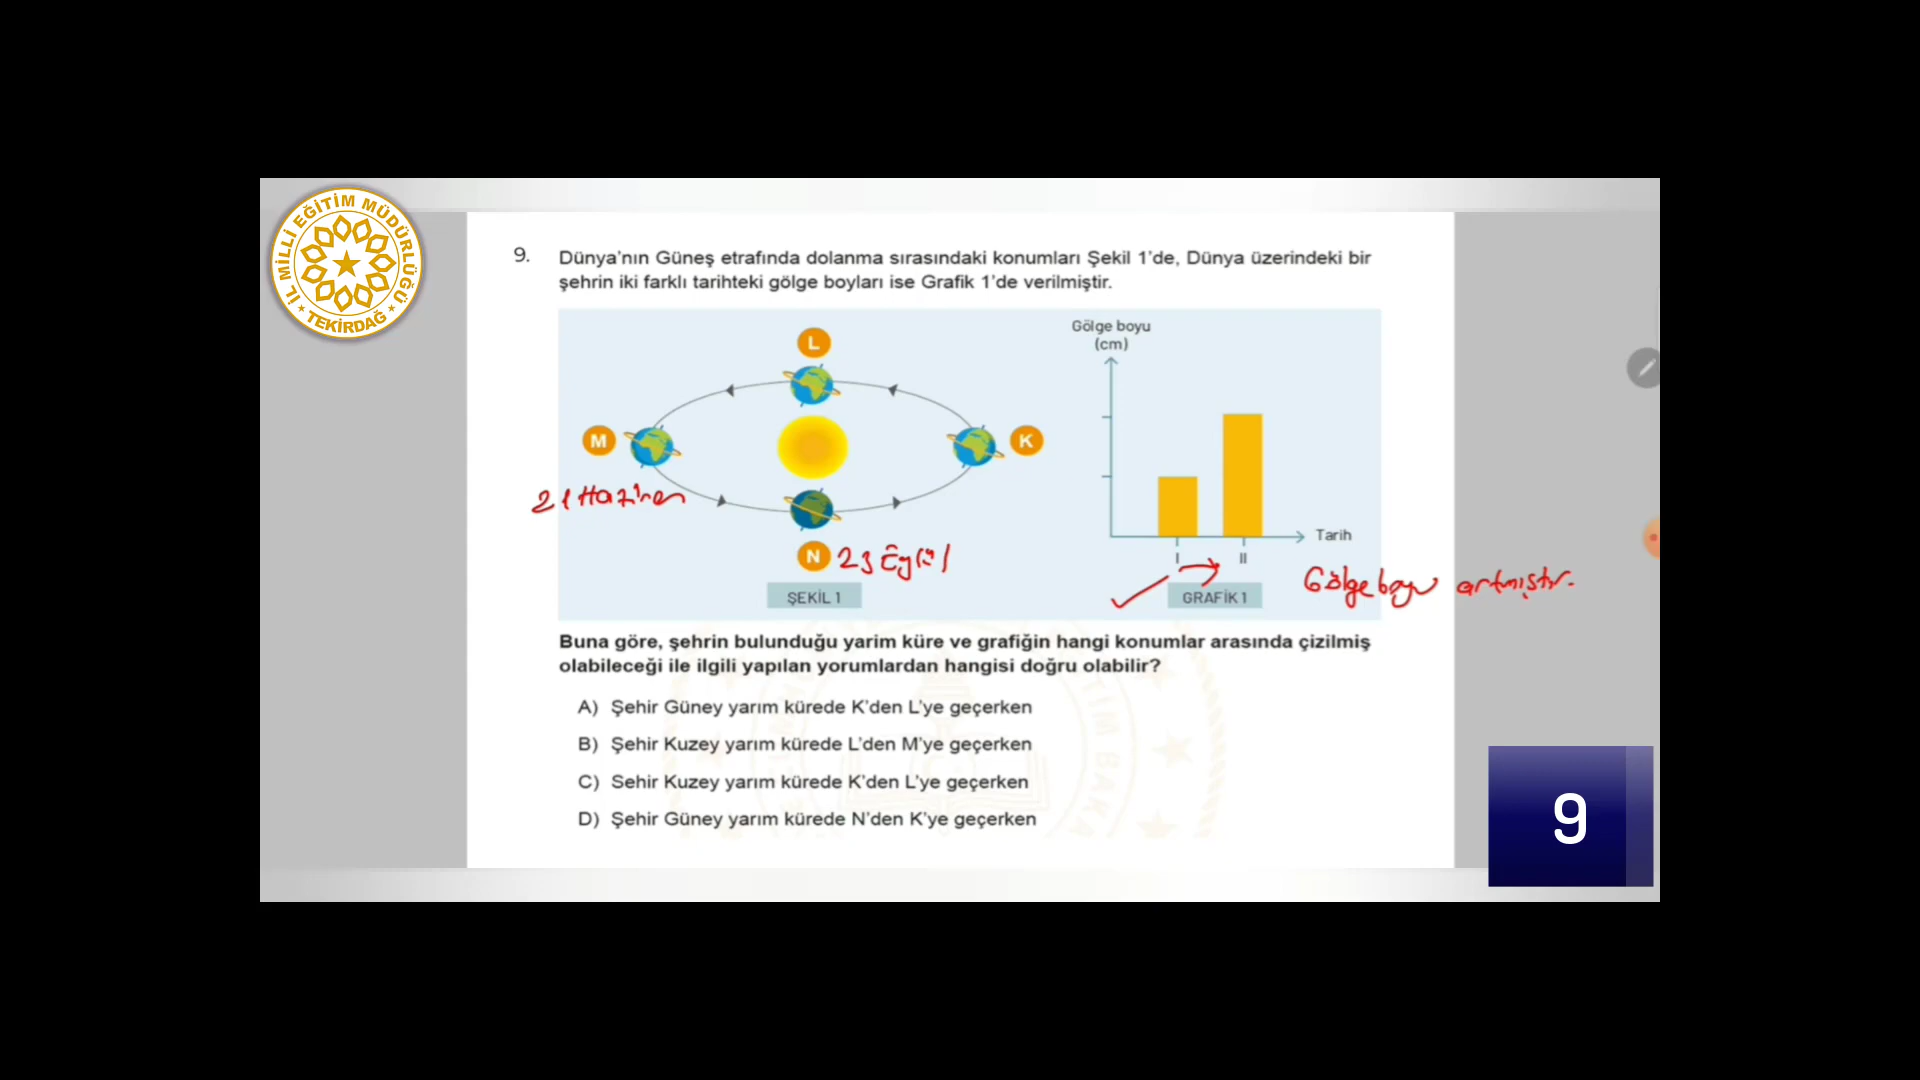 İL MİLLİ EĞİTİM MÜDÜRLÜĞÜ
TEKİRDAĞ
9. Dünya'nın Güneş etrafında dolanma sırasındaki konumları Şekil 1'de, Dünya üzerindeki bir
şehrin iki farklı tarihteki gölge boyları ise Grafik 1'de verilmiştir.
L
M
K
21 Haziran
N 23 Eylül
ŞEKİL 1
Gölge boyu
(cm)
Tarih
I II
GRAFİK 1
Gölge boyu artmıştır.
Buna göre, şehrin bulunduğu yarim küre ve grafiğin hangi konumlar arasında çizilmiş
olabileceği ile ilgili yapılan yorumlardan hangisi doğru olabilir?
A) Şehir Güney yarım kürede K'den L'ye geçerken
B) Şehir Kuzey yarım kürede L'den M'ye geçerken
C) Sehir Kuzey yarım kürede K'den L'ye geçerken
D) Şehir Güney yarım kürede N'den K'ye geçerken
9